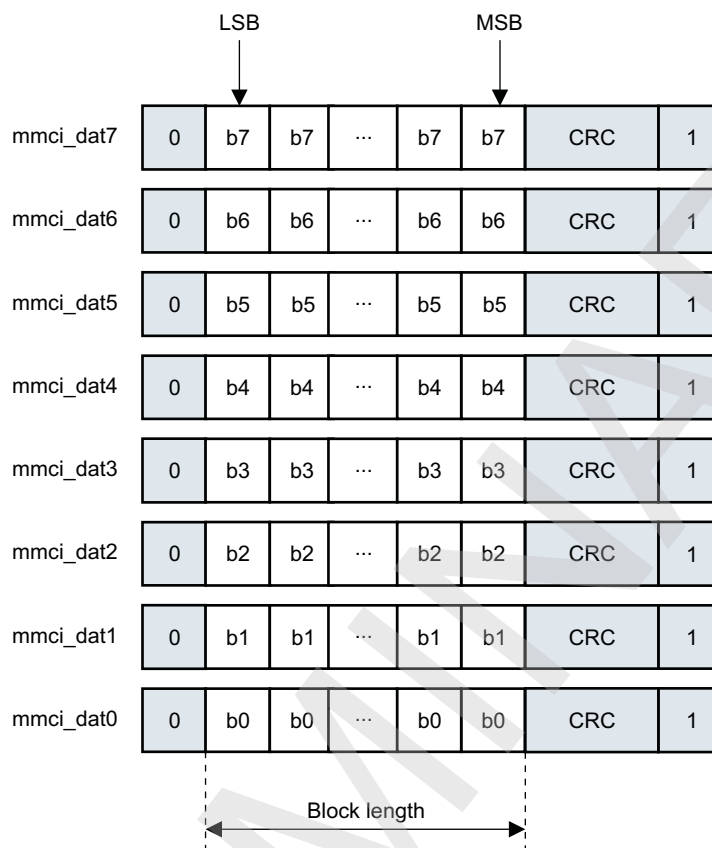 LSB MSB
mmci_dat7 0 b7 b7 ... b7 b7 CRC 1
mmci_dat6 0 b6 b6 ... b6 b6 CRC 1
mmci_dat5 0 b5 b5 ... b5 b5 CRC 1
mmci_dat4 0 b4 b4 ... b4 b4 CRC 1
mmci_dat3 0 b3 b3 ... b3 b3 CRC 1
mmci_dat2 0 b2 b2 ... b2 b2 CRC 1
mmci_dat1 0 b1 b1 ... b1 b1 CRC 1
mmci_dat0 0 b0 b0 ... b0 b0 CRC 1
Block length